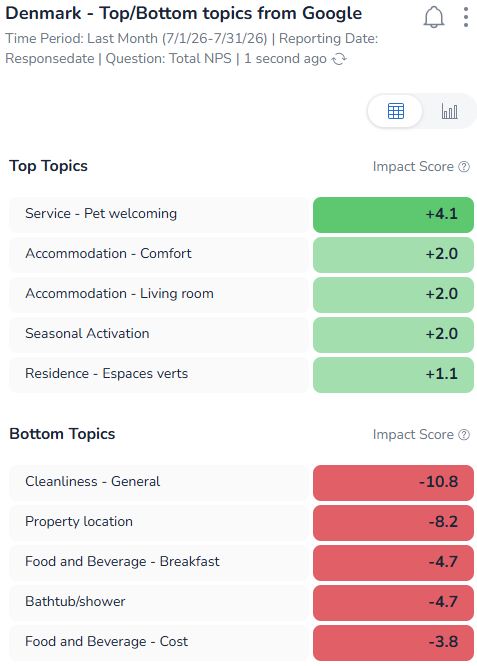 Denmark - Top/Bottom topics from Google
Time Period: Last Month (7/1/26-7/31/26) | Reporting Date:
Responsedate | Question: Total NPS | 1 second ago
Top Topics Impact Score ?
Service - Pet welcoming +4.1
Accommodation - Comfort +2.0
Accommodation - Living room +2.0
Seasonal Activation +2.0
Residence - Espaces verts +1.1
Bottom Topics Impact Score ?
Cleanliness - General -10.8
Property location -8.2
Food and Beverage - Breakfast -4.7
Bathtub/shower -4.7
Food and Beverage - Cost -3.8